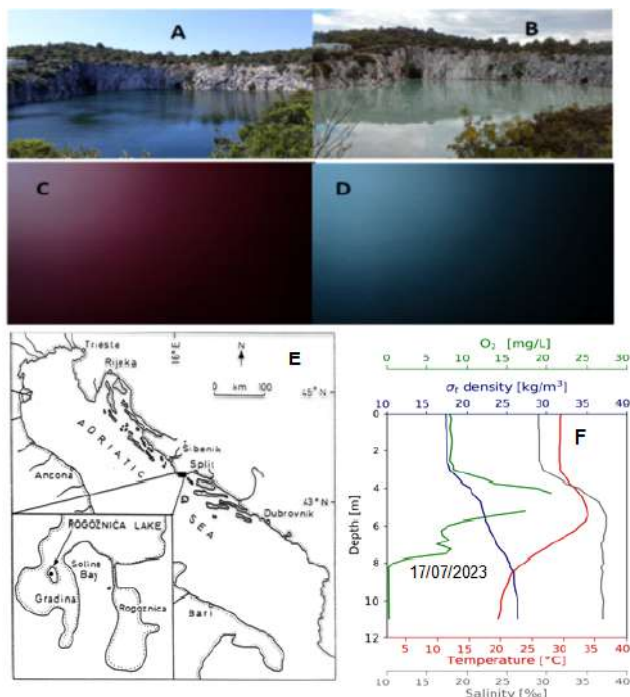 A
B
C
D
Trieste
Rijeka
16°E
N
0 km 100
E
45° N
ADRIATIC SEA
Šibenik
Split
Ancona
43° N
Dubrovnik
ROGOZNICA LAKE
Soline Bay
Gradina
Rogoznica
Bari
O₂ [mg/L]
0 10 20 30 40
σt density [kg/m³]
10 15 20 25 30 35 40
F
Depth [m]
0
2
4
6
8
10
12
17/07/2023
5 10 15 20 25 30 35 40
Temperature [°C]
10 15 20 25 30 35 40
Salinity [‰]